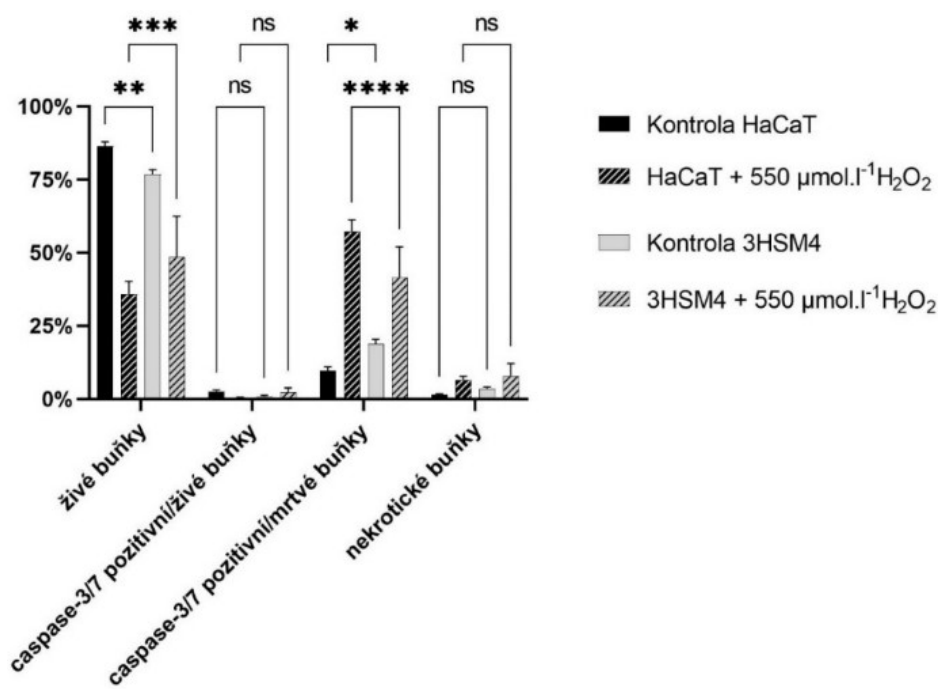 *** ns * ns
** ns **** ns
100%
75%
50%
25%
0%
živé buňky
caspase-3/7 pozitivní/živé buňky
caspase-3/7 pozitivní/mrtvé buňky
nekrotické buňky
Kontrola HaCaT
HaCaT + 550 µmol.l⁻¹H₂O₂
Kontrola 3HSM4
3HSM4 + 550 µmol.l⁻¹H₂O₂